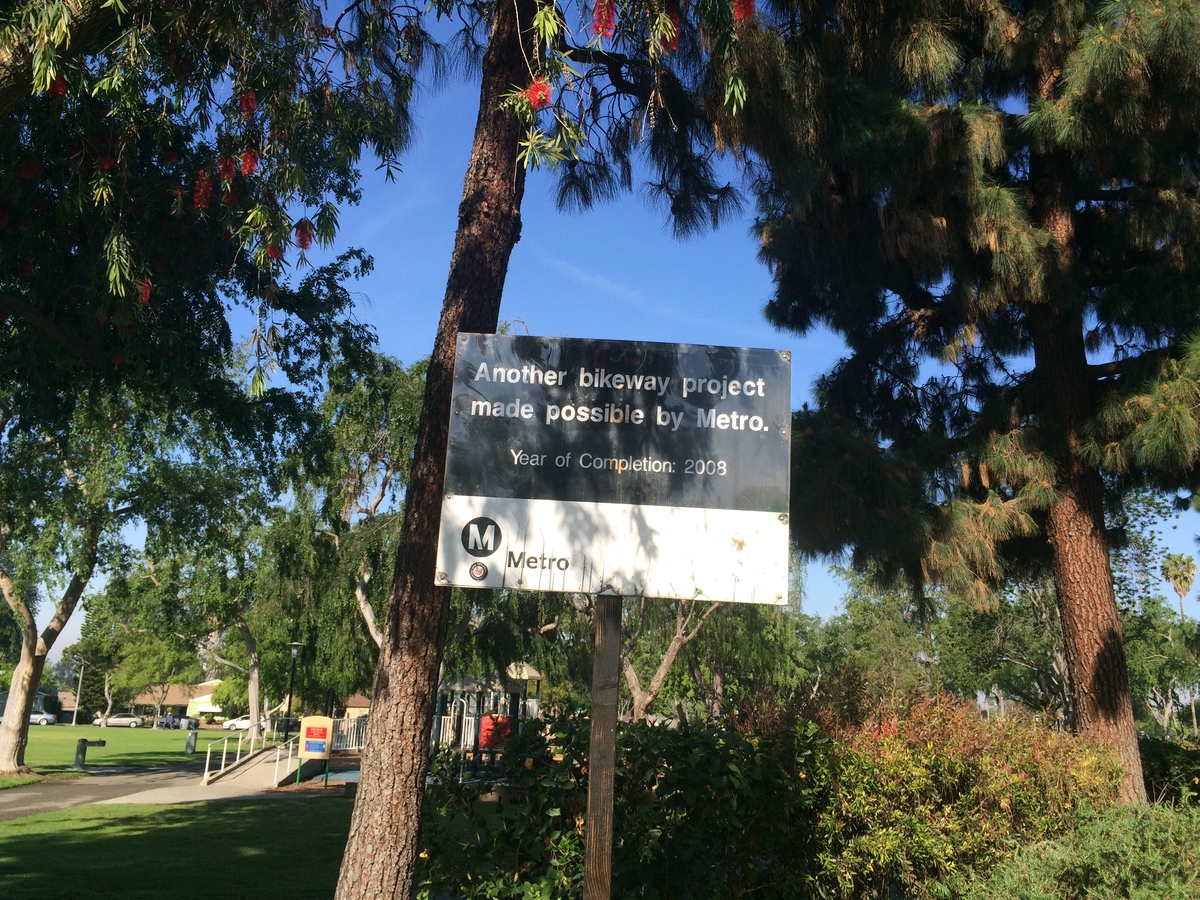 Another bikeway project
made possible by Metro.
Year of Completion: 2008
M
Metro